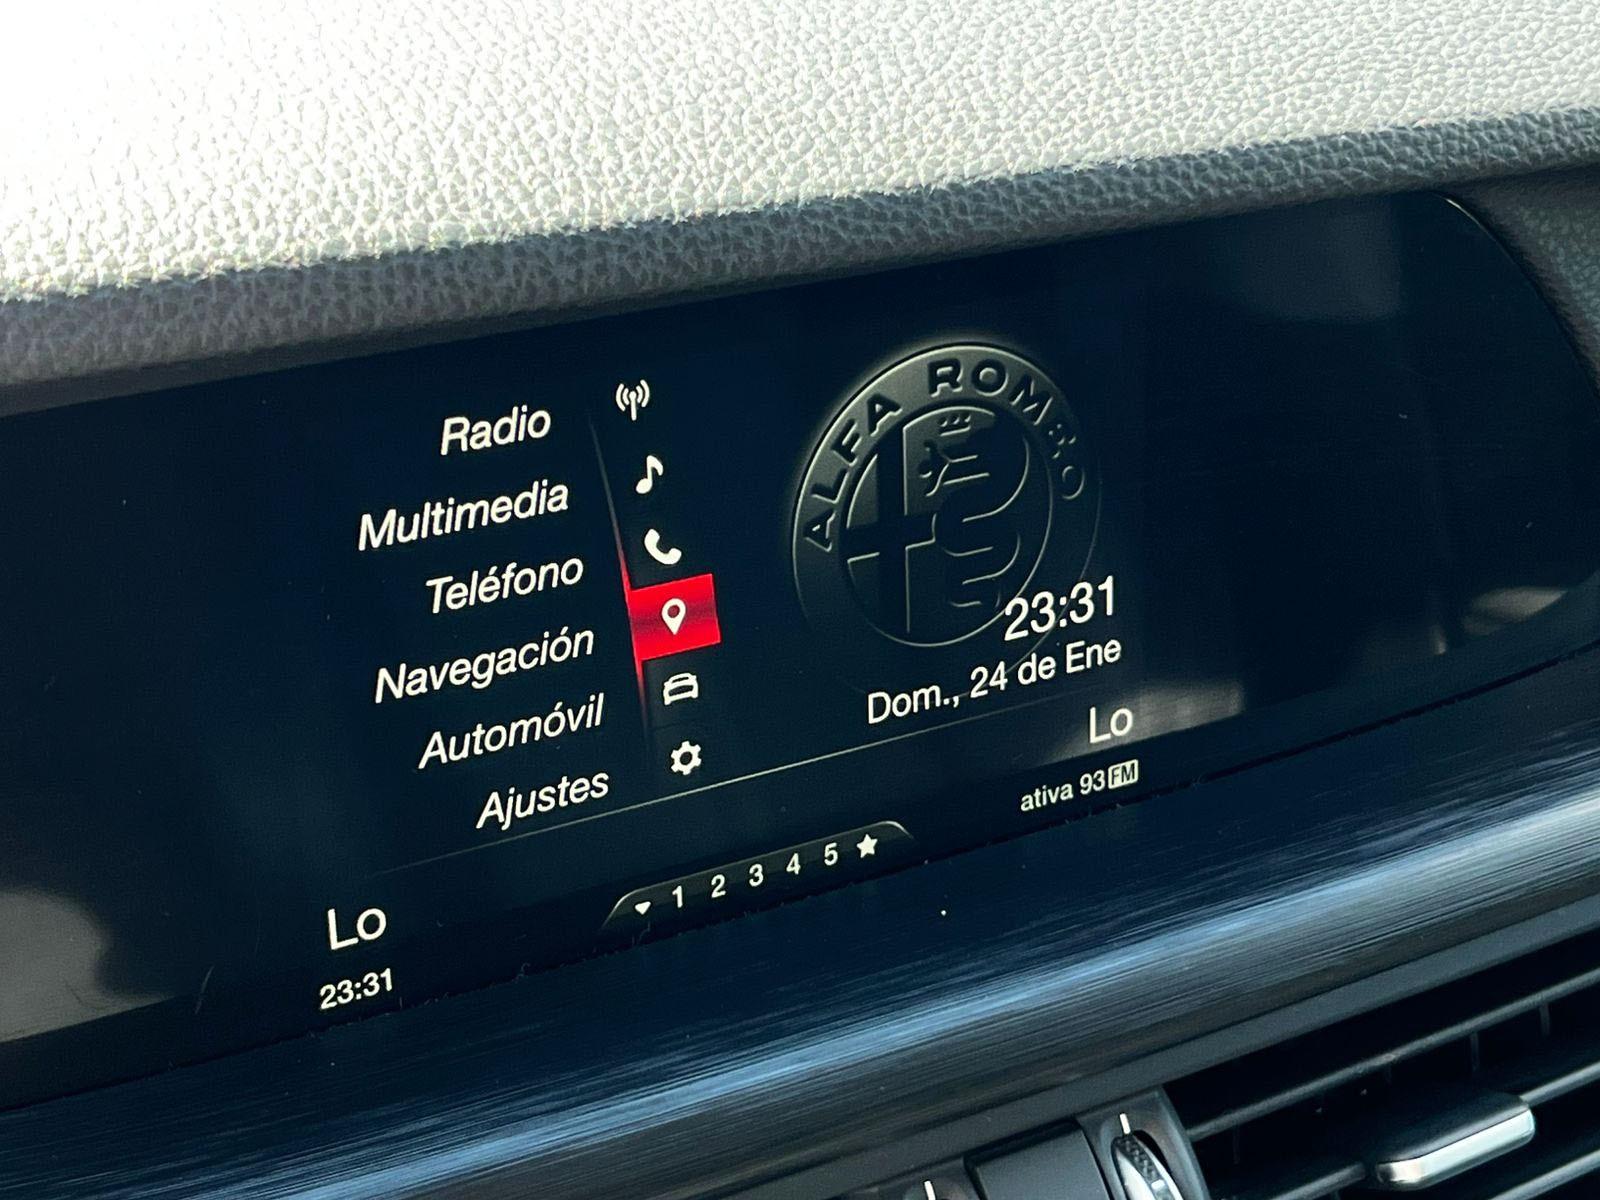 Radio
Multimedia
Teléfono
Navegación
Automóvil
Ajustes
ALFA ROMEO
23:31
Dom., 24 de Ene
Lo
ativa 93 FM
1 2 3 4 5
Lo
23:31